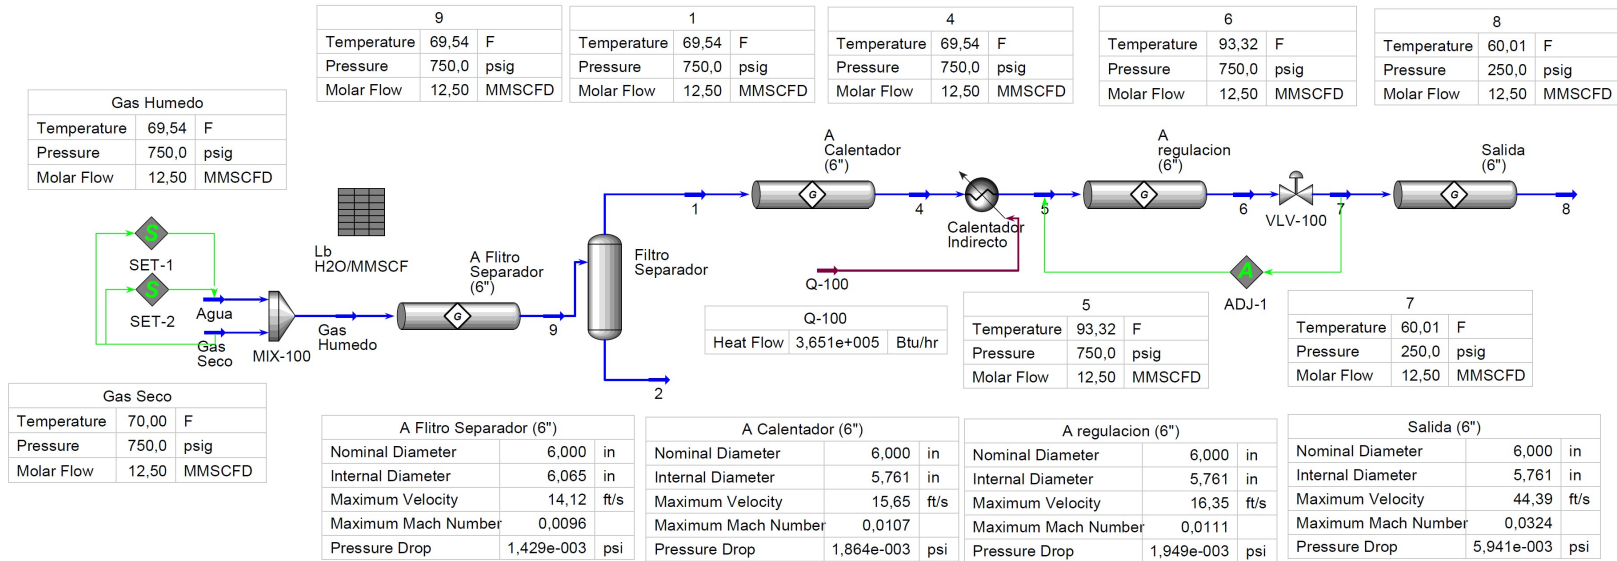 9
Temperature 69,54 F
Pressure 750,0 psig
Molar Flow 12,50 MMSCFD
1
Temperature 69,54 F
Pressure 750,0 psig
Molar Flow 12,50 MMSCFD
4
Temperature 69,54 F
Pressure 750,0 psig
Molar Flow 12,50 MMSCFD
6
Temperature 93,32 F
Pressure 750,0 psig
Molar Flow 12,50 MMSCFD
8
Temperature 60,01 F
Pressure 250,0 psig
Molar Flow 12,50 MMSCFD
Gas Humedo
Temperature 69,54 F
Pressure 750,0 psig
Molar Flow 12,50 MMSCFD
S
SET-1
S
SET-2
Agua
Gas
Seco
MIX-100
Gas
Humedo
Lb
H2O/MMSCF
A Flitro
Separador
(6")
G
9
Filtro
Separador
2
1
A
Calentador
(6")
G
4
Calentador
Indirecto
Q-100
5
A
regulacion
(6")
G
6
VLV-100
7
A
ADJ-1
Salida
(6")
G
8
Q-100
Heat Flow 3,651e+005 Btu/hr
5
Temperature 93,32 F
Pressure 750,0 psig
Molar Flow 12,50 MMSCFD
7
Temperature 60,01 F
Pressure 250,0 psig
Molar Flow 12,50 MMSCFD
Gas Seco
Temperature 70,00 F
Pressure 750,0 psig
Molar Flow 12,50 MMSCFD
A Flitro Separador (6")
Nominal Diameter 6,000 in
Internal Diameter 6,065 in
Maximum Velocity 14,12 ft/s
Maximum Mach Number 0,0096
Pressure Drop 1,429e-003 psi
A Calentador (6")
Nominal Diameter 6,000 in
Internal Diameter 5,761 in
Maximum Velocity 15,65 ft/s
Maximum Mach Number 0,0107
Pressure Drop 1,864e-003 psi
A regulacion (6")
Nominal Diameter 6,000 in
Internal Diameter 5,761 in
Maximum Velocity 16,35 ft/s
Maximum Mach Number 0,0111
Pressure Drop 1,949e-003 psi
Salida (6")
Nominal Diameter 6,000 in
Internal Diameter 5,761 in
Maximum Velocity 44,39 ft/s
Maximum Mach Number 0,0324
Pressure Drop 5,941e-003 psi